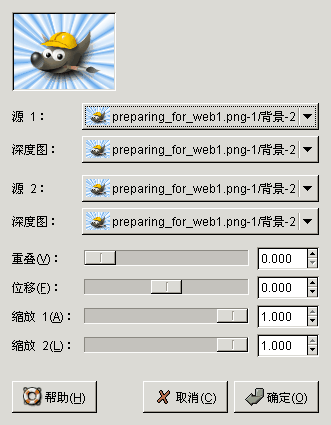 源 1：
preparing_for_web1.png-1/背景-2
深度图：
preparing_for_web1.png-1/背景-2
源 2：
preparing_for_web1.png-1/背景-2
深度图：
preparing_for_web1.png-1/背景-2
重叠(V)：
0.000
位移(F)：
0.000
缩放 1(A)：
1.000
缩放 2(L)：
1.000
帮助(H)
取消(C)
确定(O)